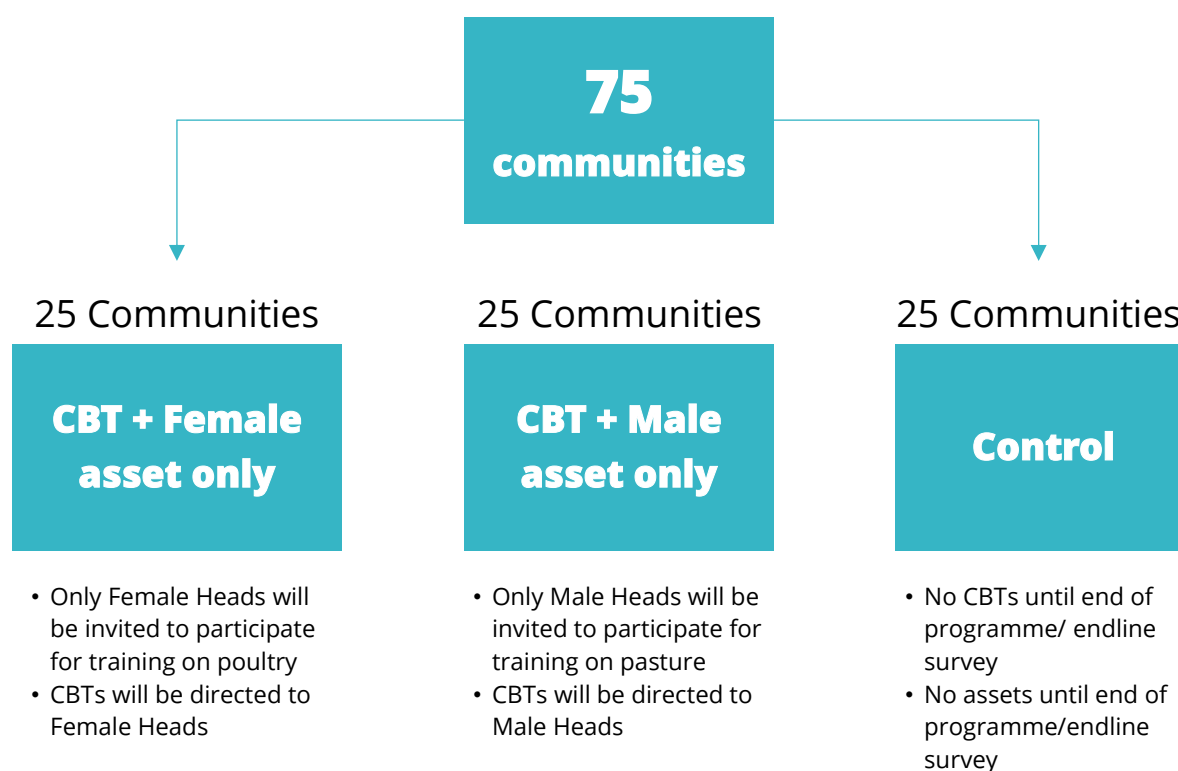 75
communities
25 Communities
CBT + Female
asset only
• Only Female Heads will
be invited to participate
for training on poultry
• CBTs will be directed to
Female Heads
25 Communities
CBT + Male
asset only
• Only Male Heads will be
invited to participate for
training on pasture
• CBTs will be directed to
Male Heads
25 Communities
Control
• No CBTs until end of
programme/ endline
survey
• No assets until end of
programme/endline
survey